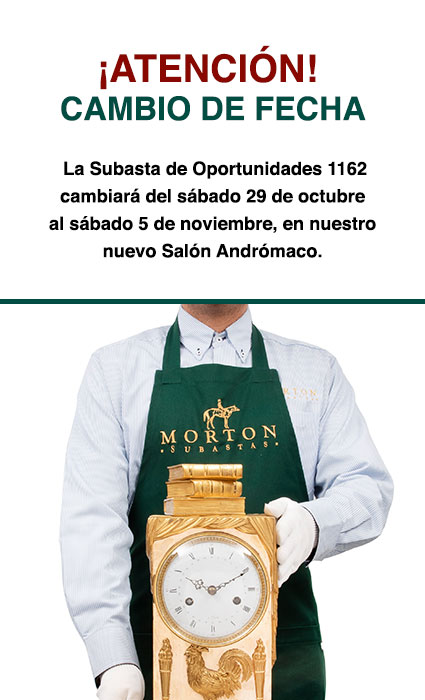 ¡ATENCIÓN!
CAMBIO DE FECHA
La Subasta de Oportunidades 1162
cambiará del sábado 29 de octubre
al sábado 5 de noviembre, en nuestro
nuevo Salón Andrómaco.
MORTON
MORTON
• SUBASTAS •